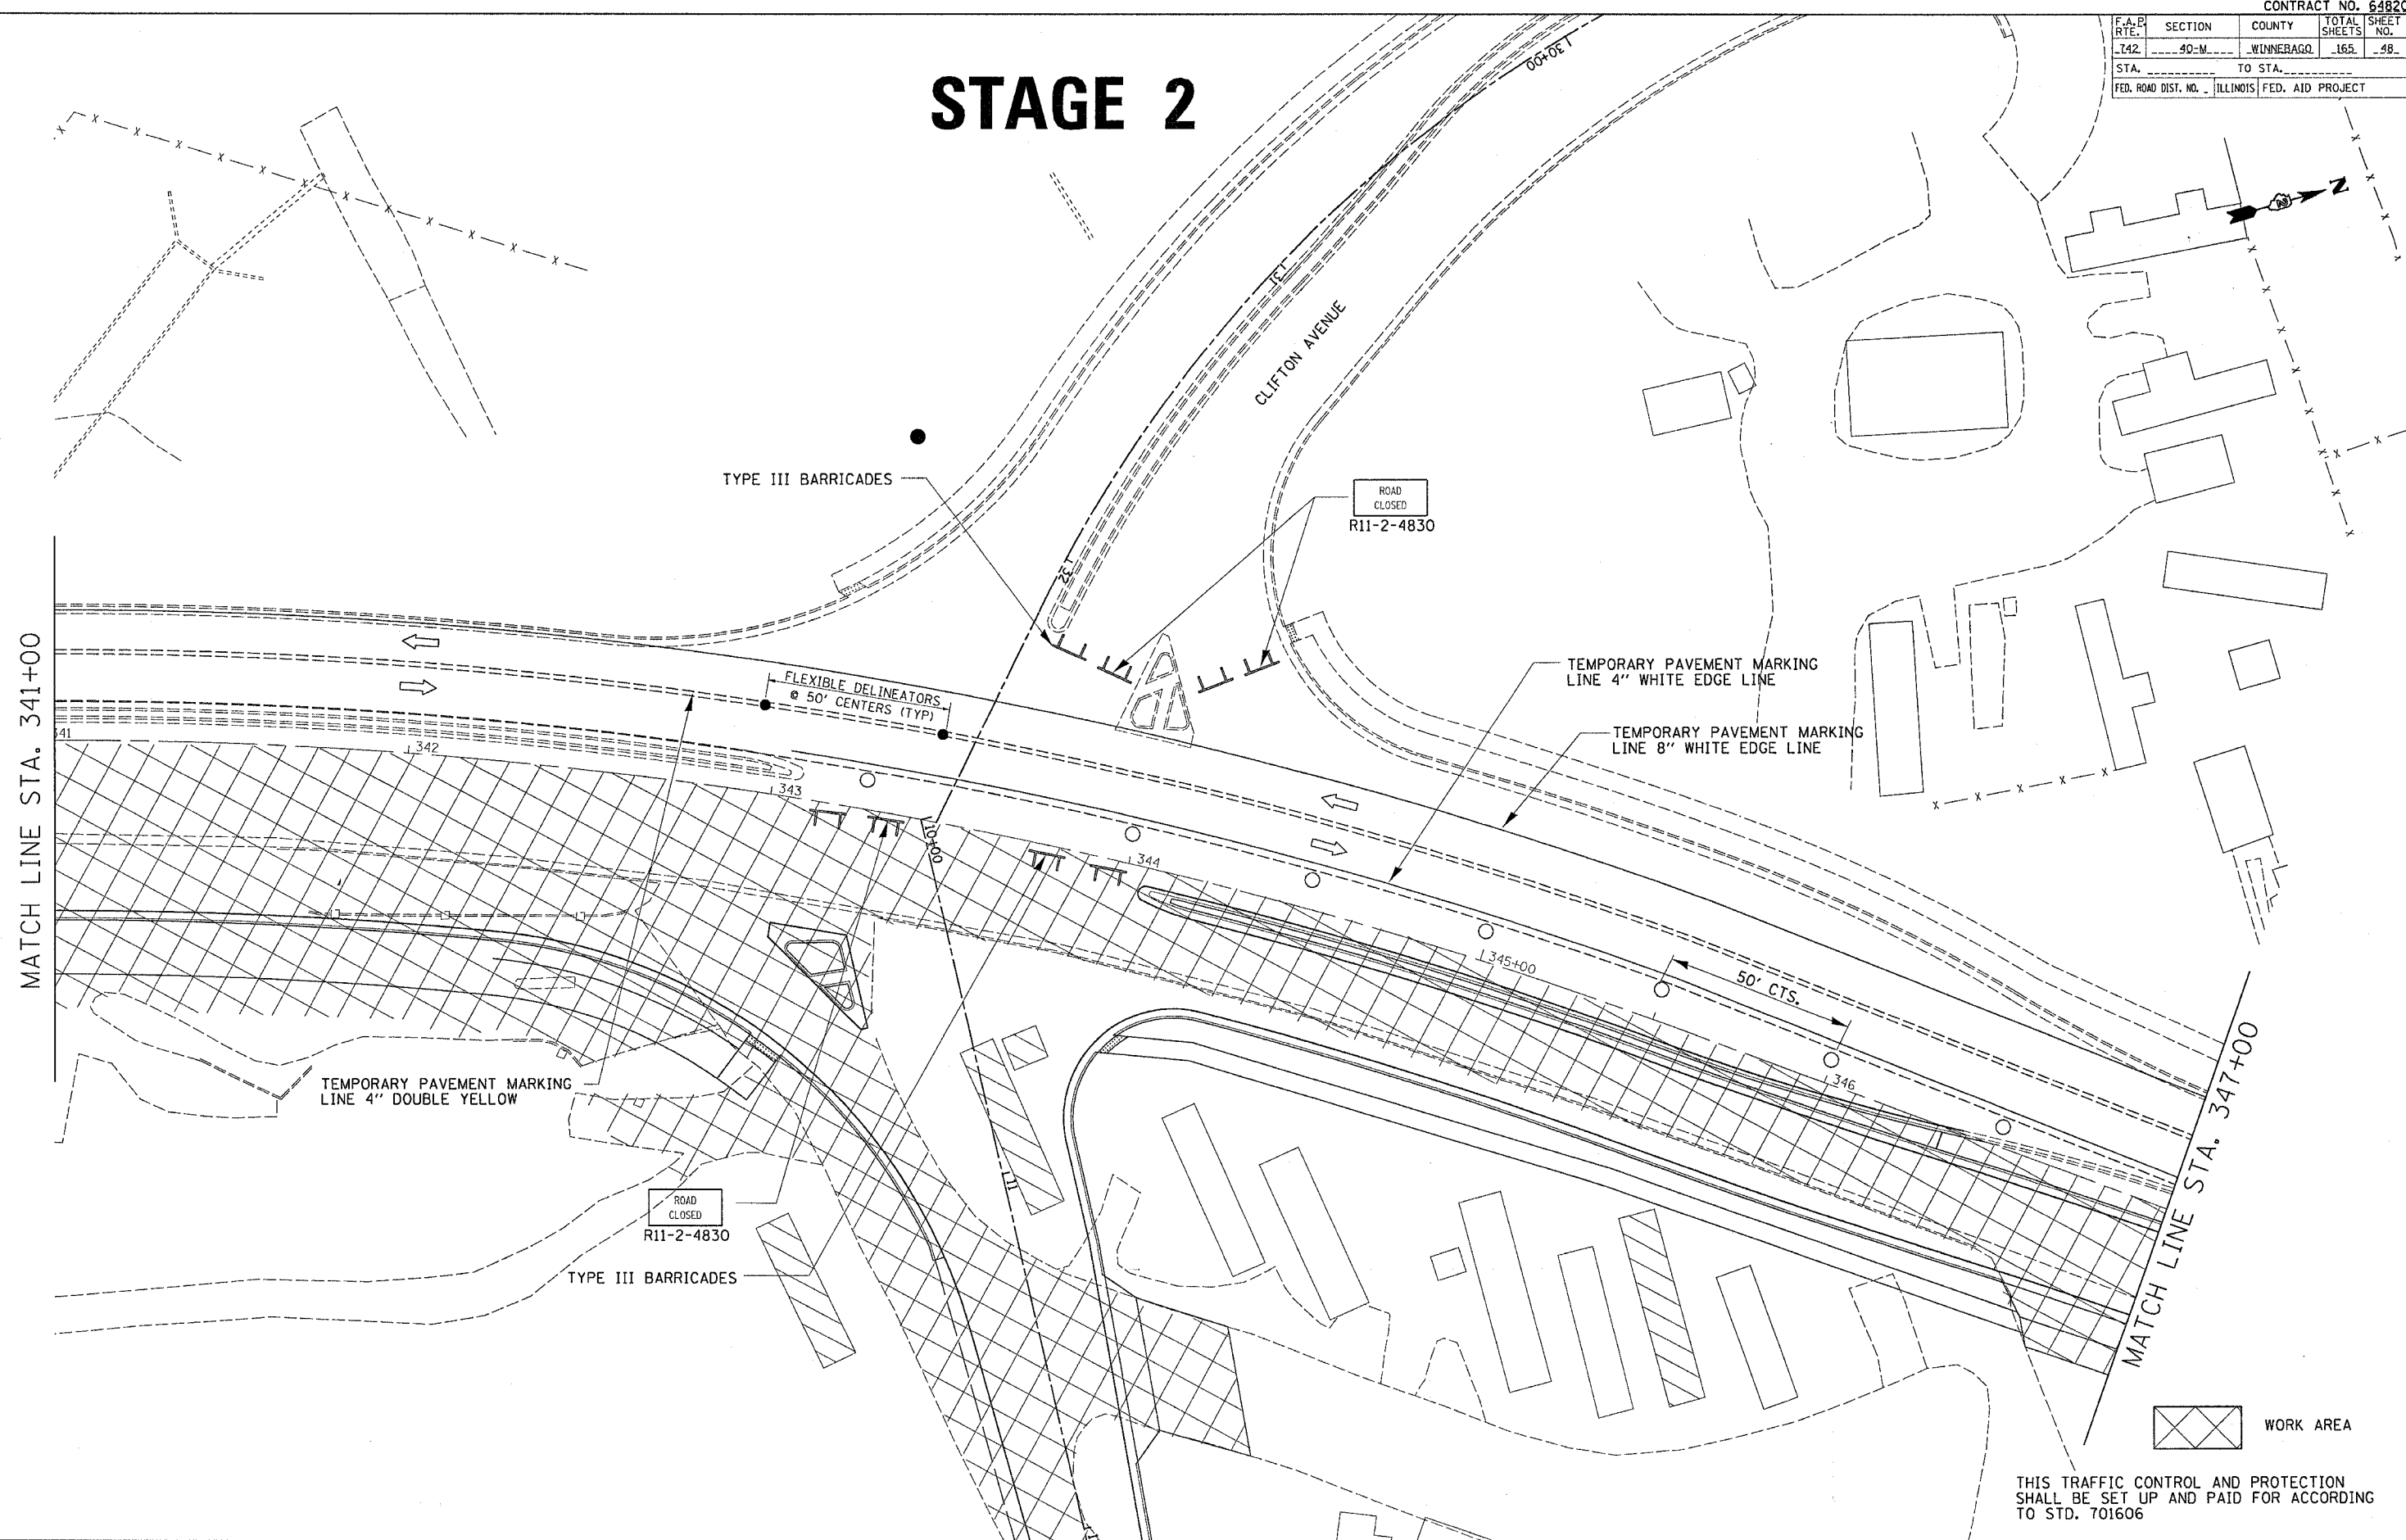 CONTRACT NO. 64820
F.A.P. RTE.
SECTION
COUNTY
TOTAL SHEETS
SHEET NO.
742
40-M
WINNEBAGO
165
48
STA. __________ TO STA. __________
FED. ROAD DIST. NO. _
ILLINOIS
FED. AID PROJECT
STAGE 2
130+00
N
131
CLIFTON AVENUE
TYPE III BARRICADES
ROAD
CLOSED
R11-2-4830
132
MATCH LINE STA. 341+00
FLEXIBLE DELINEATORS
@ 50' CENTERS (TYP)
TEMPORARY PAVEMENT MARKING
LINE 4" WHITE EDGE LINE
TEMPORARY PAVEMENT MARKING
LINE 8" WHITE EDGE LINE
341
342
343
10+00
344
345+00
50' CTS.
346
MATCH LINE STA. 347+00
TEMPORARY PAVEMENT MARKING
LINE 4" DOUBLE YELLOW
11
ROAD
CLOSED
R11-2-4830
TYPE III BARRICADES
WORK AREA
THIS TRAFFIC CONTROL AND PROTECTION
SHALL BE SET UP AND PAID FOR ACCORDING
TO STD. 701606